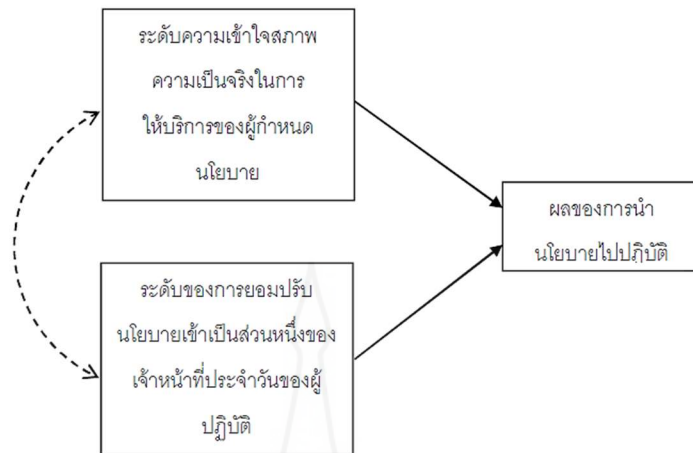 ระดับความเข้าใจสภาพ
ความเป็นจริงในการ
ให้บริการของผู้กำหนด
นโยบาย
ผลของการนำ
นโยบายไปปฏิบัติ
ระดับของการยอมปรับ
นโยบายเข้าเป็นส่วนหนึ่งของ
เจ้าหน้าที่ประจำวันของผู้
ปฏิบัติ